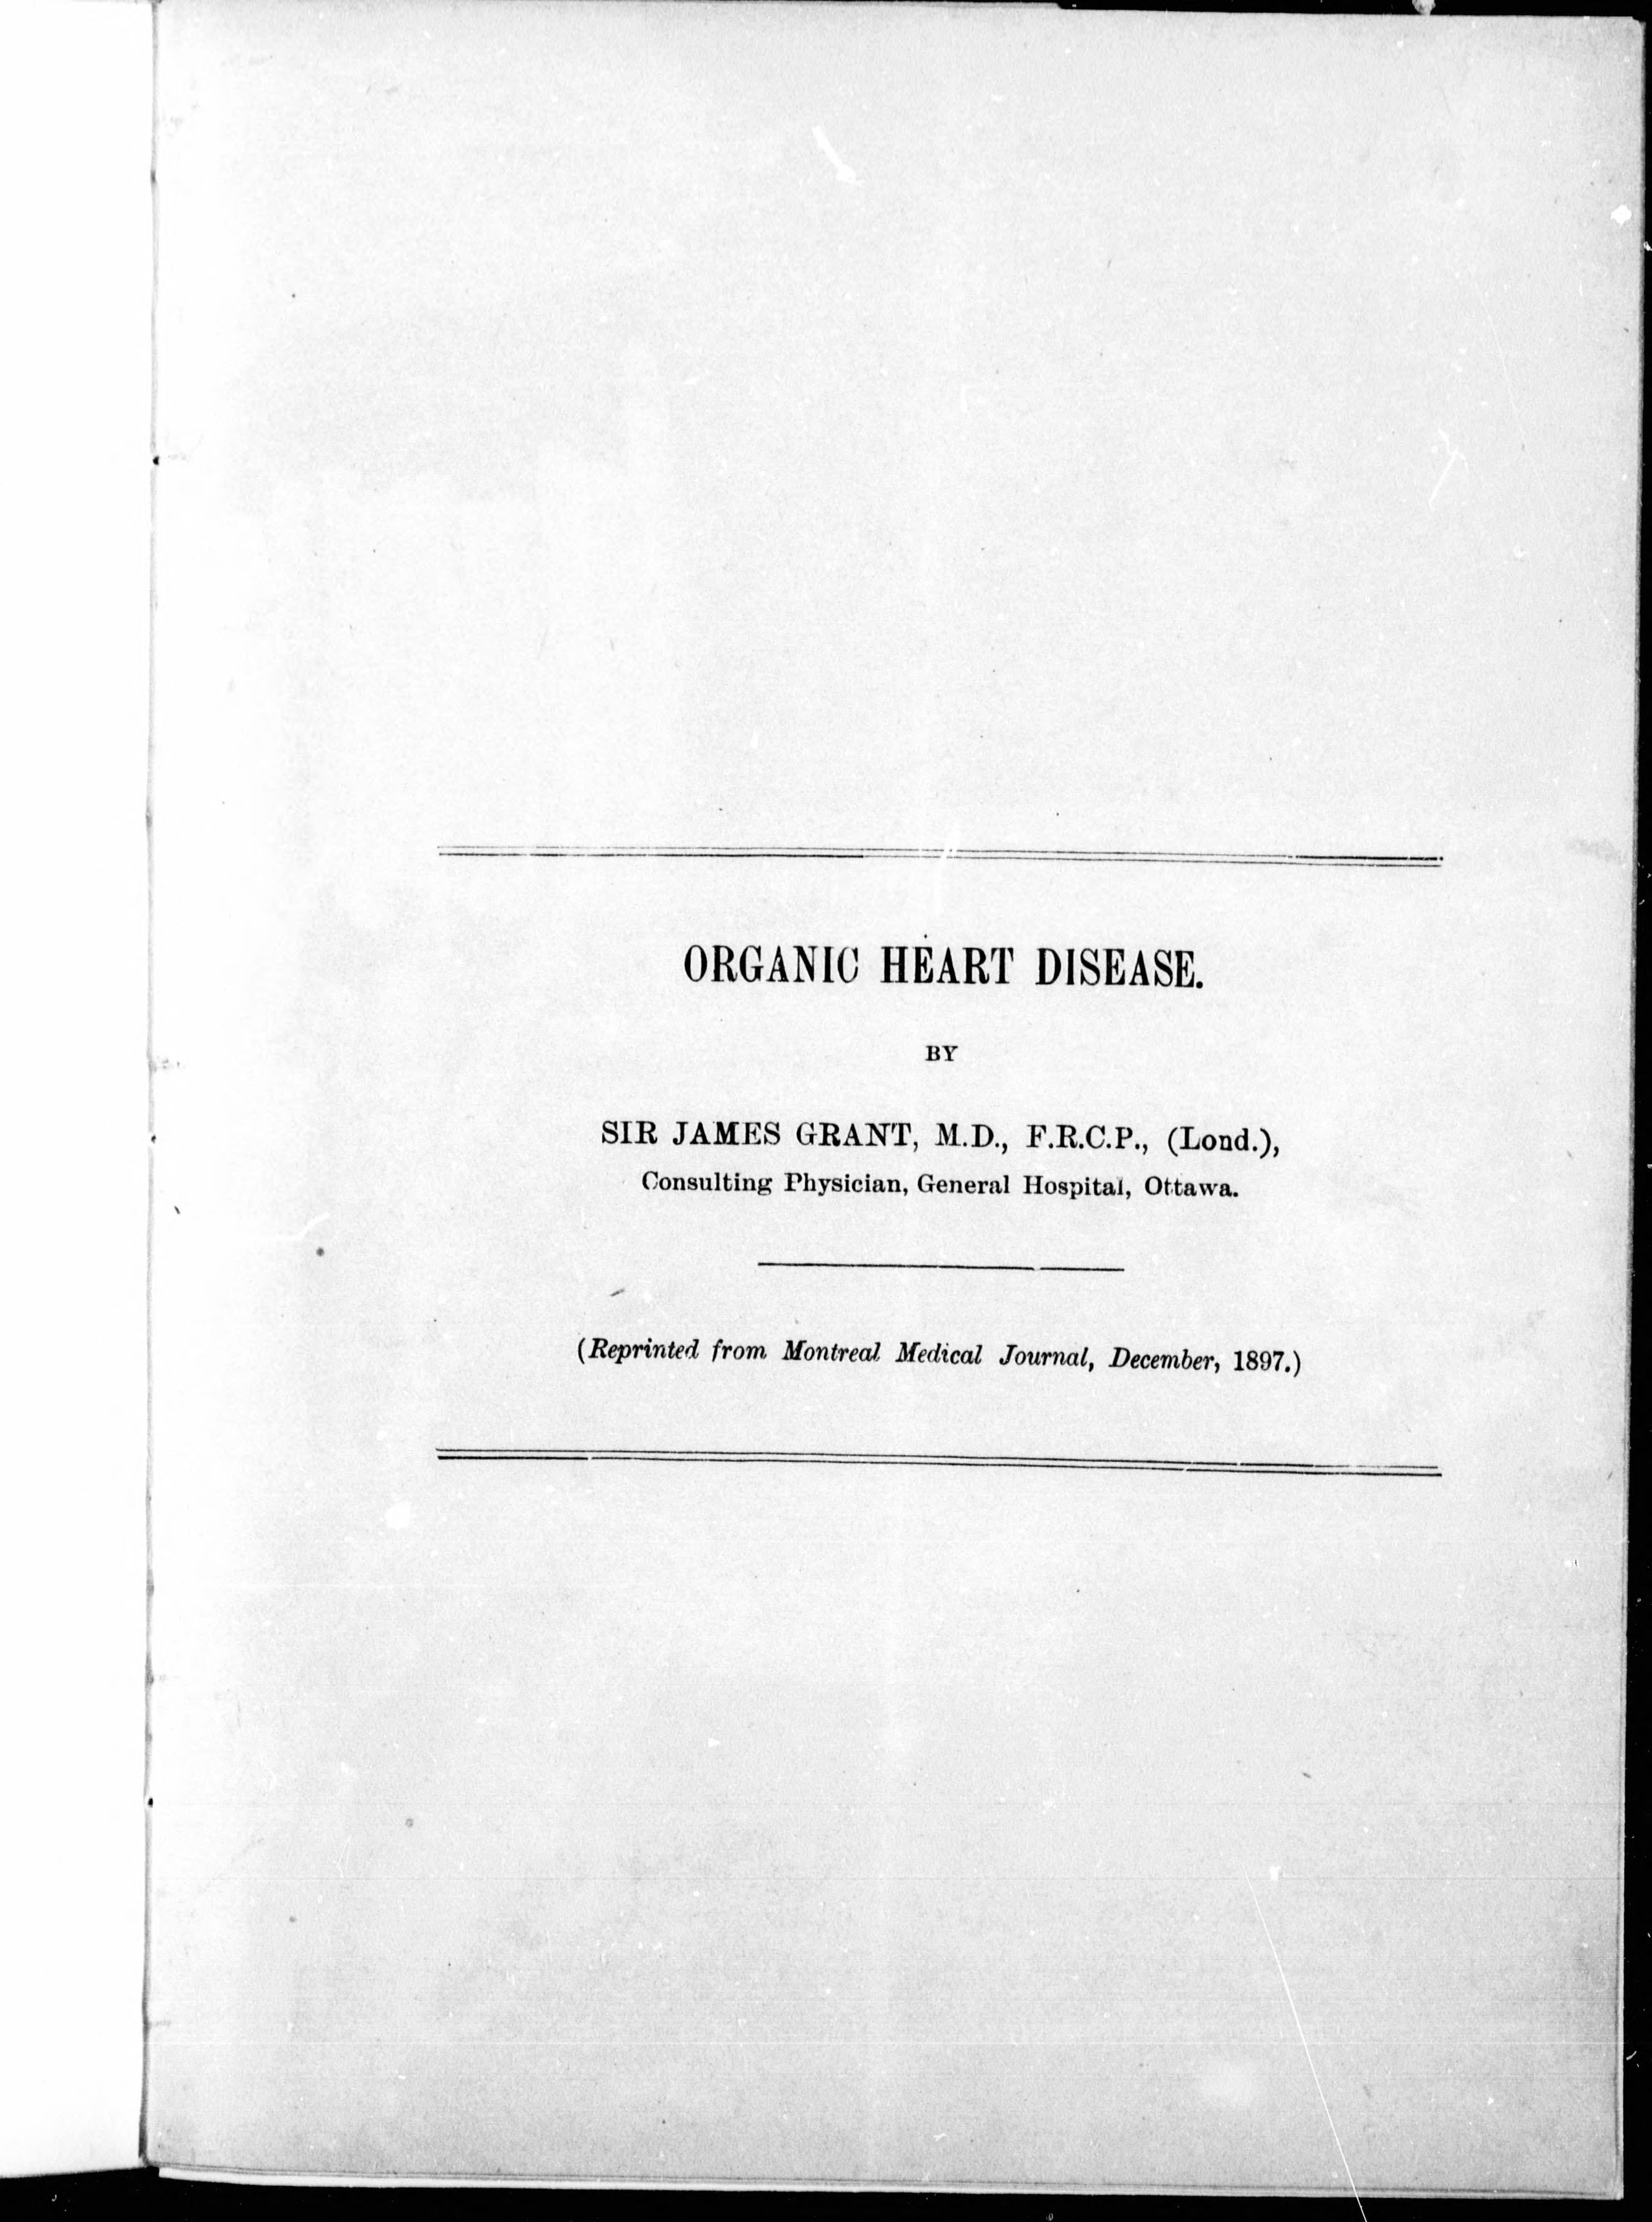 ORGANIC HEART DISEASE.
BY
SIR JAMES GRANT, M.D., F.R.C.P., (Lond.),
Consulting Physician, General Hospital, Ottawa.
(Reprinted from Montreal Medical Journal, December, 1897.)